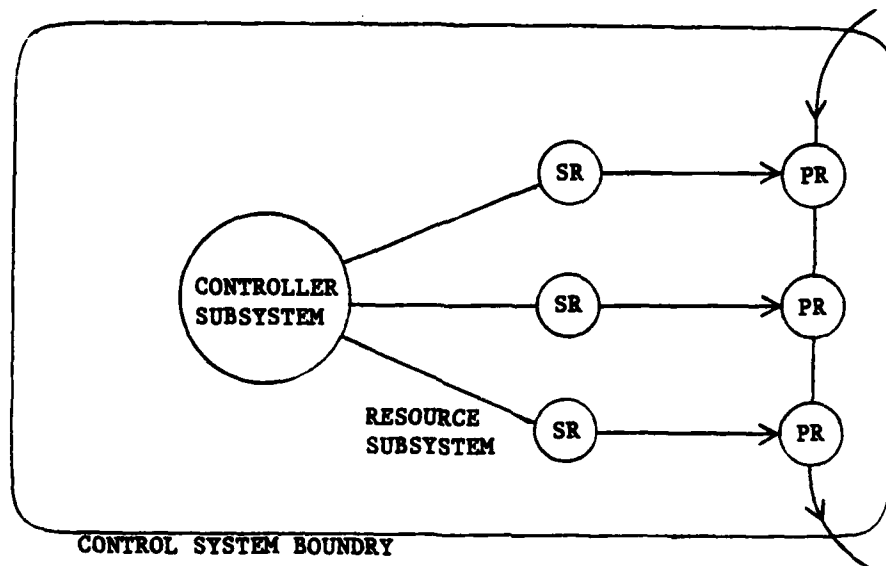 SR
PR
CONTROLLER
SUBSYSTEM
SR
PR
RESOURCE
SUBSYSTEM
SR
PR
CONTROL SYSTEM BOUNDRY